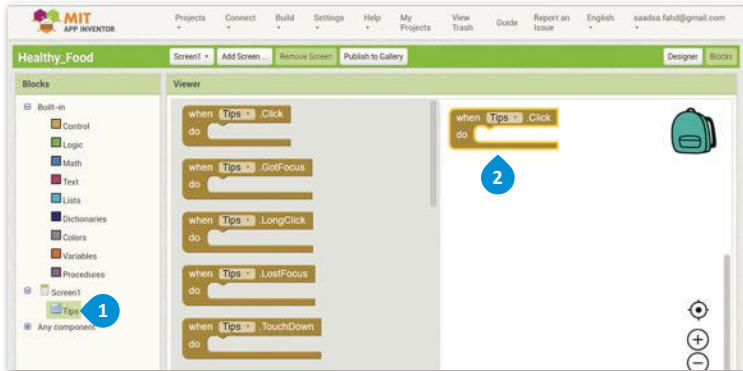 MIT
APP INVENTOR
Projects Connect Build Settings Help My Projects View Trash Guide Report an Issue English saadsa.fahd@gmail.com
Healthy_Food Screen1 Add Screen ... Remove Screen Publish to Gallery Designer Blocks
Blocks Viewer
Built-in
Control
Logic
Math
Text
Lists
Dictionaries
Colors
Variables
Procedures
Screen1
Tips 1
Any component
when Tips .Click
do
when Tips .GotFocus
do
when Tips .LongClick
do
when Tips .LostFocus
do
when Tips .TouchDown
do
when Tips .Click
do
2